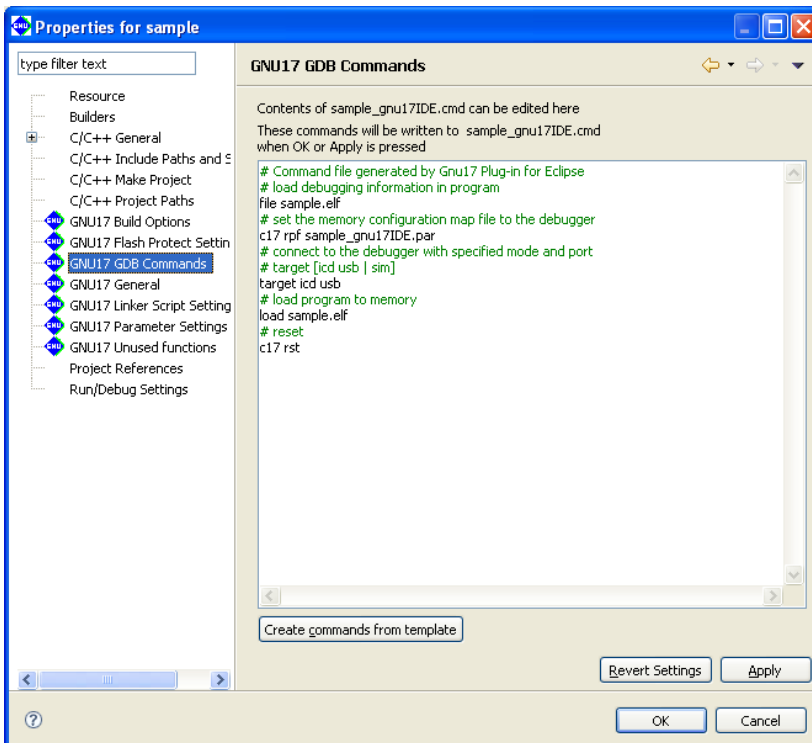 Properties for sample
type filter text
Resource
Builders
C/C++ General
C/C++ Include Paths and S
C/C++ Make Project
C/C++ Project Paths
GNU17 Build Options
GNU17 Flash Protect Settin
GNU17 GDB Commands
GNU17 General
GNU17 Linker Script Setting
GNU17 Parameter Settings
GNU17 Unused functions
Project References
Run/Debug Settings
GNU17 GDB Commands
Contents of sample_gnu17IDE.cmd can be edited here
These commands will be written to sample_gnu17IDE.cmd
when OK or Apply is pressed
# Command file generated by Gnu17 Plug-in for Eclipse
# load debugging information in program
file sample.elf
# set the memory configuration map file to the debugger
c17 rpf sample_gnu17IDE.par
# connect to the debugger with specified mode and port
# target [icd usb | sim]
target icd usb
# load program to memory
load sample.elf
# reset
c17 rst
Create commands from template
Revert Settings
Apply
OK
Cancel